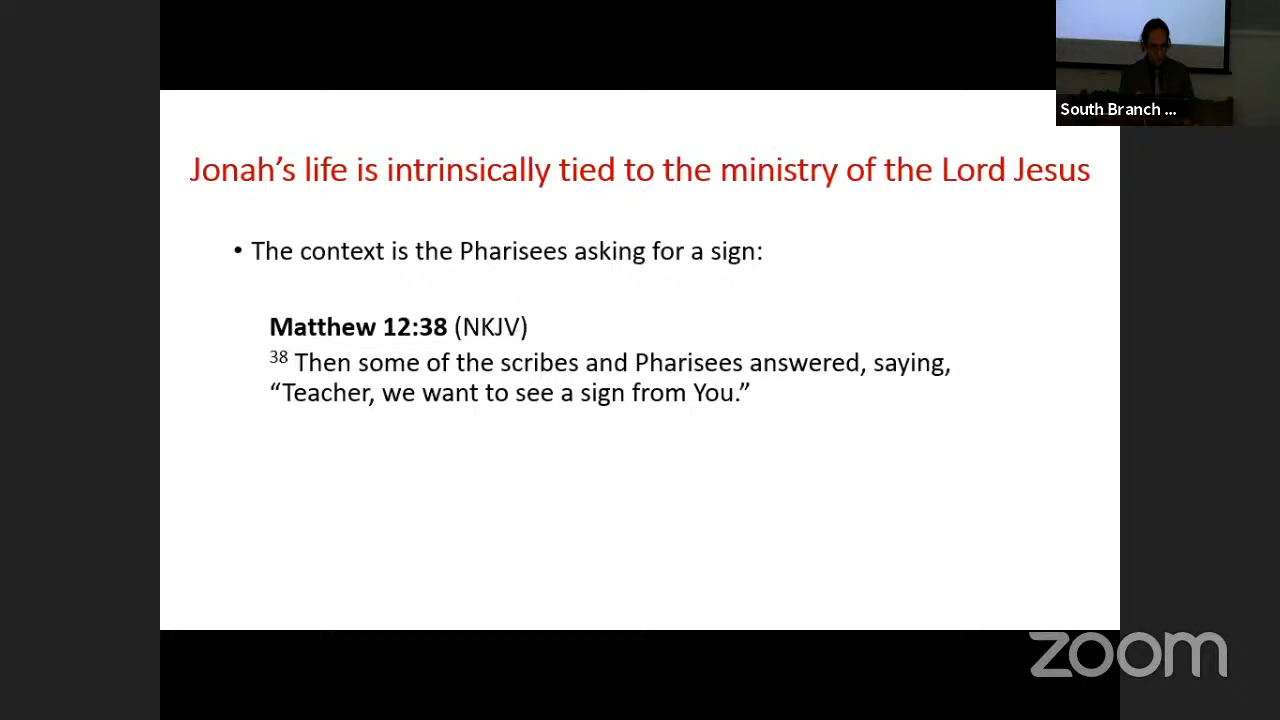 South Branch ...
Jonah’s life is intrinsically tied to the ministry of the Lord Jesus
• The context is the Pharisees asking for a sign:
Matthew 12:38 (NKJV)
38 Then some of the scribes and Pharisees answered, saying,
“Teacher, we want to see a sign from You.”
zoom